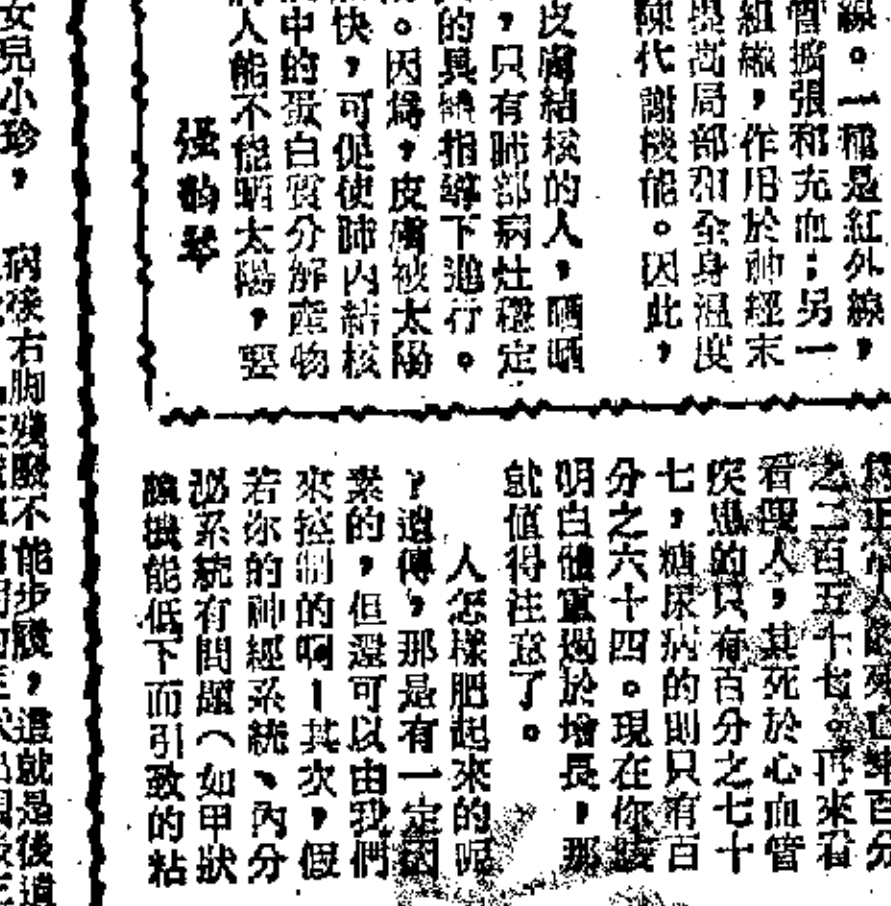 線。一種是紅外線，
管擴張和充血；另一
組織，作用於神經末
提高局部和全身溫度
陳代謝機能。因此，
皮膚結核的人，曬曬
，只有肺部病灶穩定
的具體指導下進行。
。因爲，皮膚被太陽
快，可促使肺內結核
中的蛋白質分解產物
人能不能曬太陽，要
之二百五十七。再來看
看瘦人，其死於心血管
疾患的只有百分之七十
七，糖尿病的則只有百
分之六十四。現在你該
明白體重過於增長，那
就值得注意了。
人怎樣肥起來的呢
？遺傳，那是有一定因
素的，但還可以由我們
來控制的啊！其次，假
若你的神經系統、內分
泌系統有問題（如甲狀
腺機能低下而引致的粘
女兒小珍，
病後右脚殘廢不能步履，這就是後遺